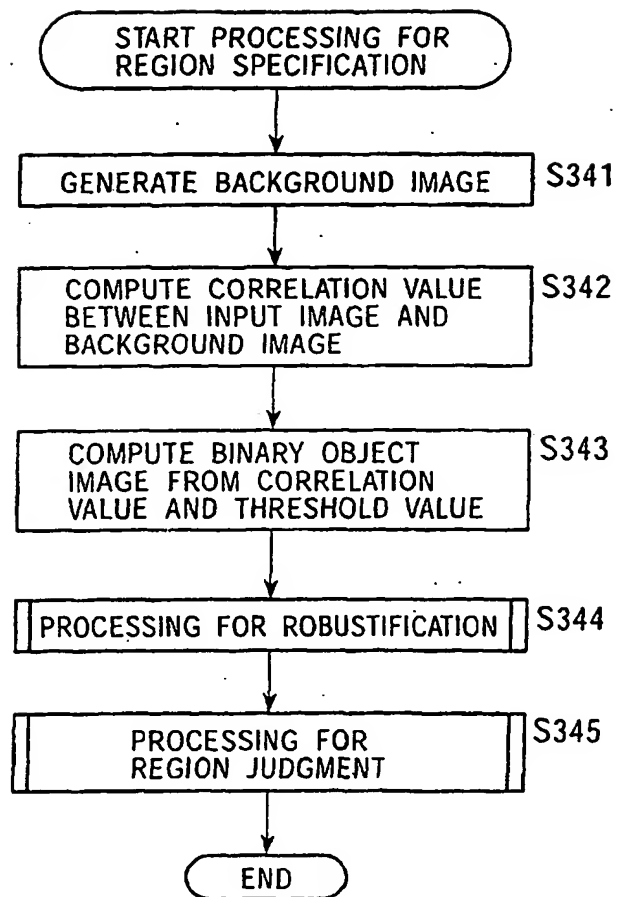 START PROCESSING FOR
REGION SPECIFICATION
GENERATE BACKGROUND IMAGE
S341
COMPUTE CORRELATION VALUE
BETWEEN INPUT IMAGE AND
BACKGROUND IMAGE
S342
COMPUTE BINARY OBJECT
IMAGE FROM CORRELATION
VALUE AND THRESHOLD VALUE
S343
PROCESSING FOR ROBUSTIFICATION
S344
PROCESSING FOR
REGION JUDGMENT
S345
END